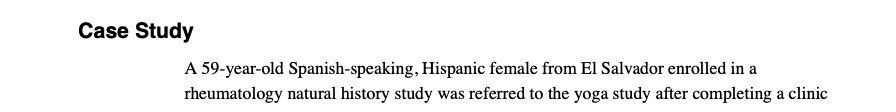 Case Study
A 59-year-old Spanish-speaking, Hispanic female from El Salvador enrolled in a
rheumatology natural history study was referred to the yoga study after completing a clinic